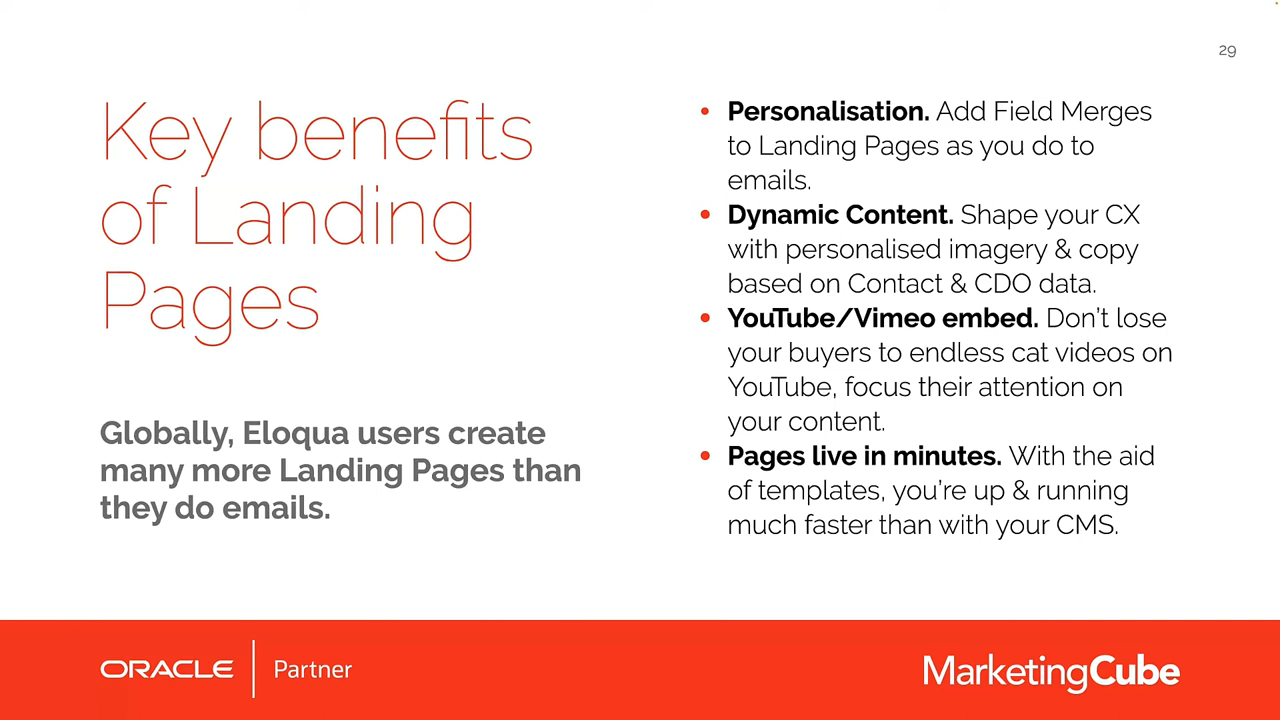 29
Key benefits
of Landing
Pages
Globally, Eloqua users create
many more Landing Pages than
they do emails.
• Personalisation. Add Field Merges
to Landing Pages as you do to
emails.
• Dynamic Content. Shape your CX
with personalised imagery & copy
based on Contact & CDO data.
• YouTube/Vimeo embed. Don't lose
your buyers to endless cat videos on
YouTube, focus their attention on
your content.
• Pages live in minutes. With the aid
of templates, you're up & running
much faster than with your CMS.
ORACLE | Partner
MarketingCube